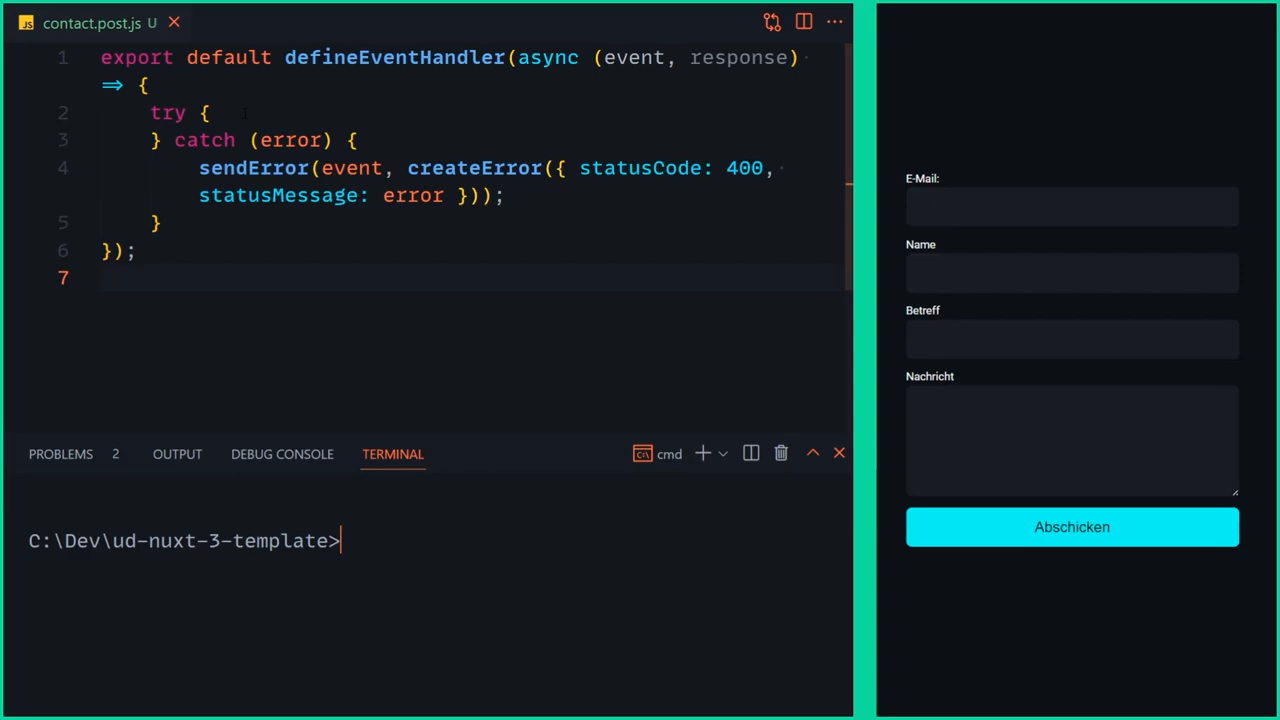 JS contact.post.js U
1 export default defineEventHandler(async (event, response)
=> {
2 try {
3 } catch (error) {
4 sendError(event, createError({ statusCode: 400,
statusMessage: error }));
5 }
6 });
7
PROBLEMS 2 OUTPUT DEBUG CONSOLE TERMINAL cmd
C:\Dev\ud-nuxt-3-template>
E-Mail:
Name
Betreff
Nachricht
Abschicken